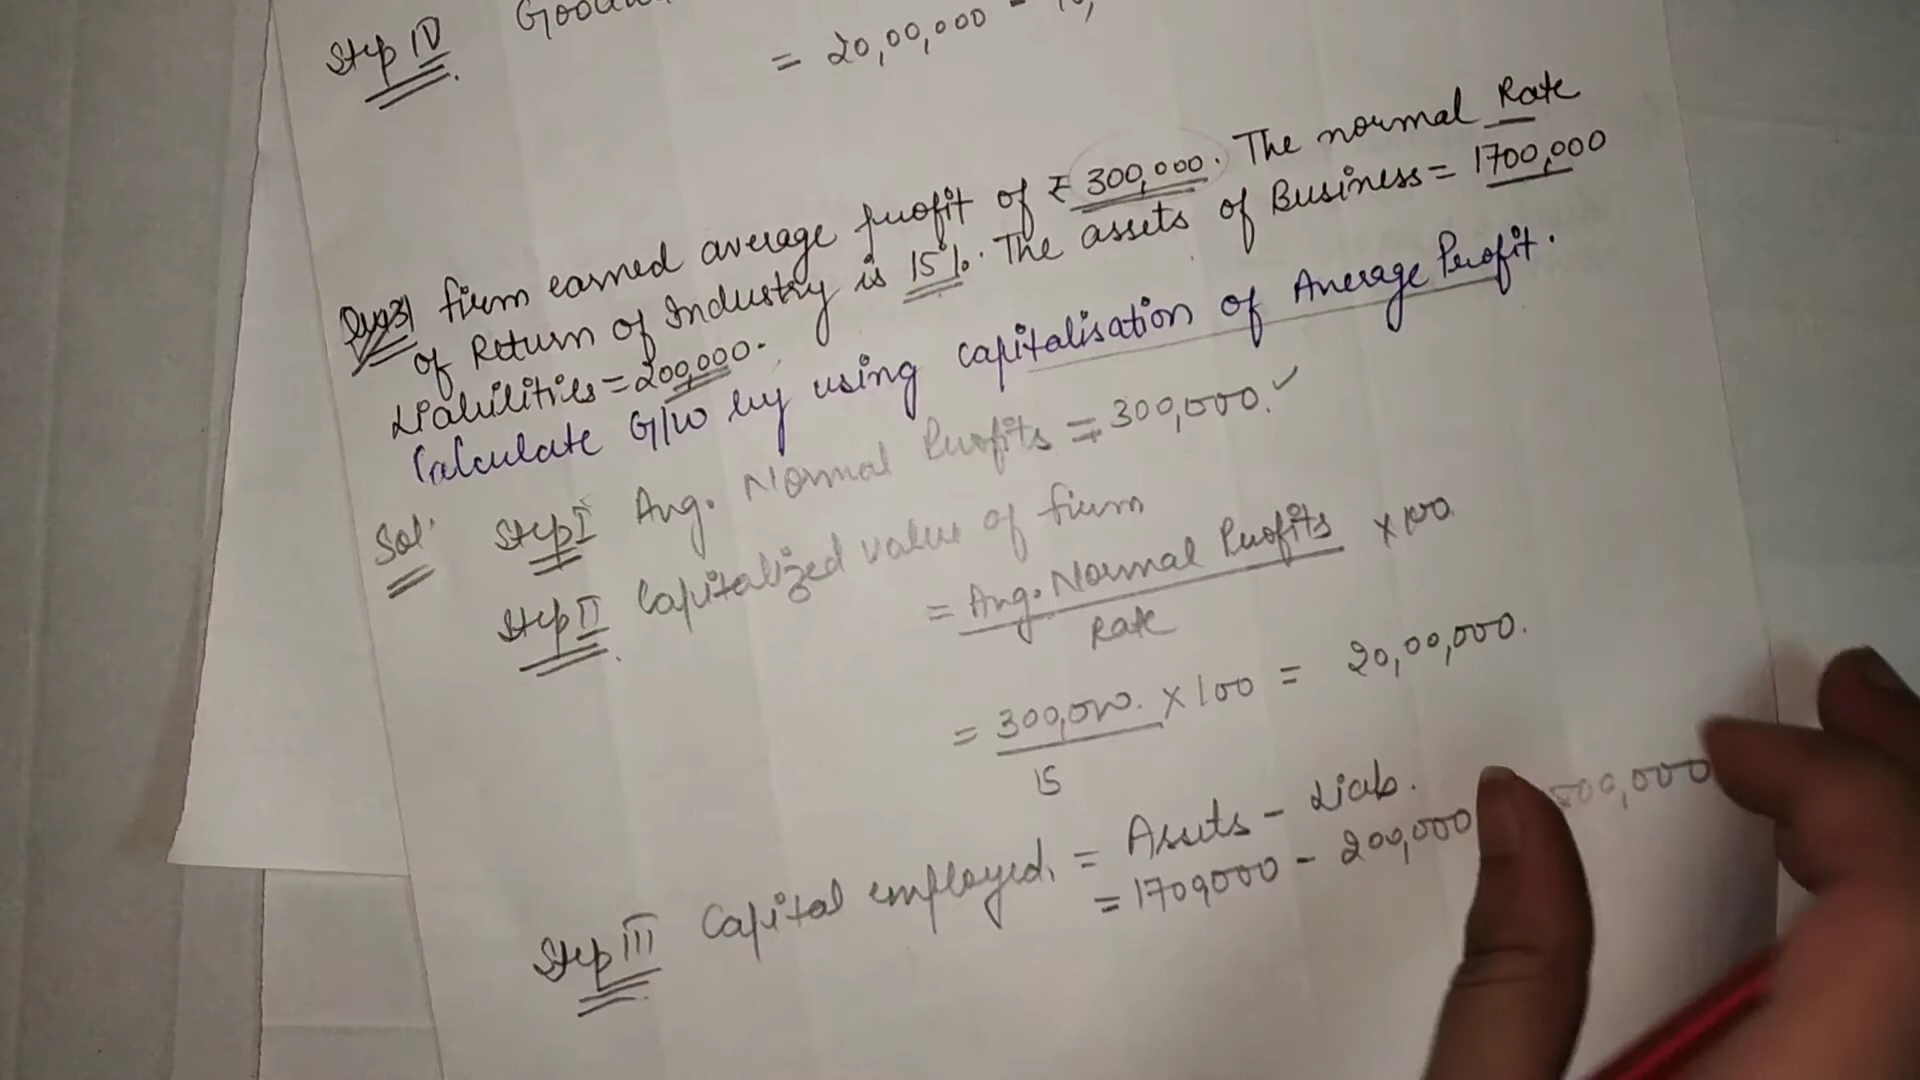 Step IV
= 20,00,000 -
Ques3) firm earned average profit of ₹ 300,000. The normal Rate
of Return of Industry is 15%. The assets of Business = 1700,000
Liabilities = 200,000.
Calculate G/W by using capitalisation of Average Profit.
Sol. Step I Avg. Normal Profits = 300,000. ✓
Step II Capitalized value of firm
= Avg. Normal Profits × 100
Rate
= 300,000. × 100 = 20,00,000.
15
Step III Capital employed. = Assets - Liab.
= 1700000 - 200,000